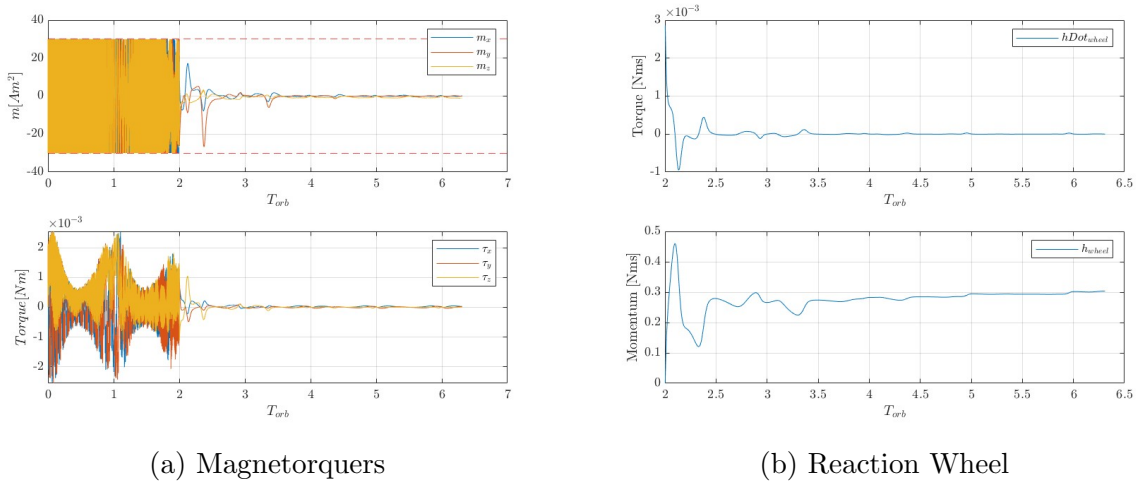 40
20
0
-20
-40
m[Am²]
m_x
m_y
m_z
0 1 2 3 4 5 6 7
T_orb
×10⁻³
2
1
0
-1
-2
Torque[Nm]
τ_x
τ_y
τ_z
0 1 2 3 4 5 6 7
T_orb
(a) Magnetorquers
×10⁻³
3
2
1
0
-1
Torque [Nms]
hDot_wheel
2 2.5 3 3.5 4 4.5 5 5.5 6 6.5
T_orb
0.5
0.4
0.3
0.2
0.1
0
Momentum [Nms]
h_wheel
2 2.5 3 3.5 4 4.5 5 5.5 6 6.5
T_orb
(b) Reaction Wheel